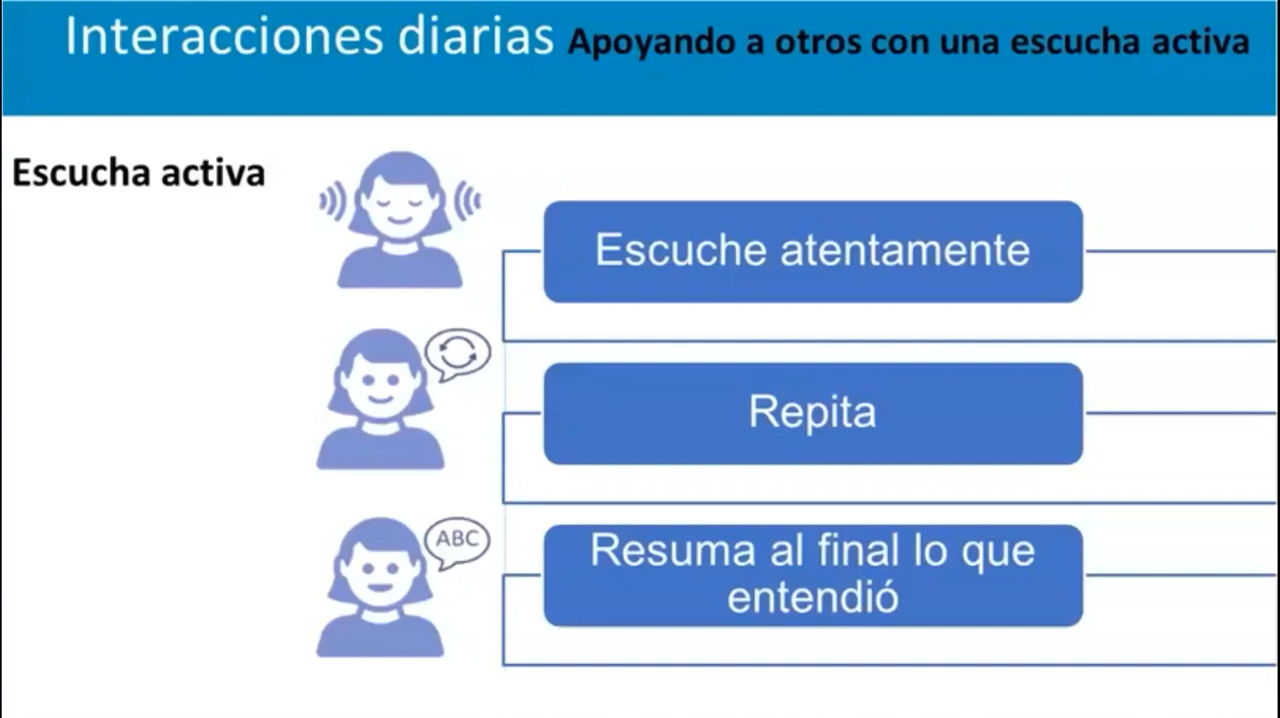 Interacciones diarias Apoyando a otros con una escucha activa
Escucha activa
Escuche atentamente
Repita
ABC
Resuma al final lo que
entendió